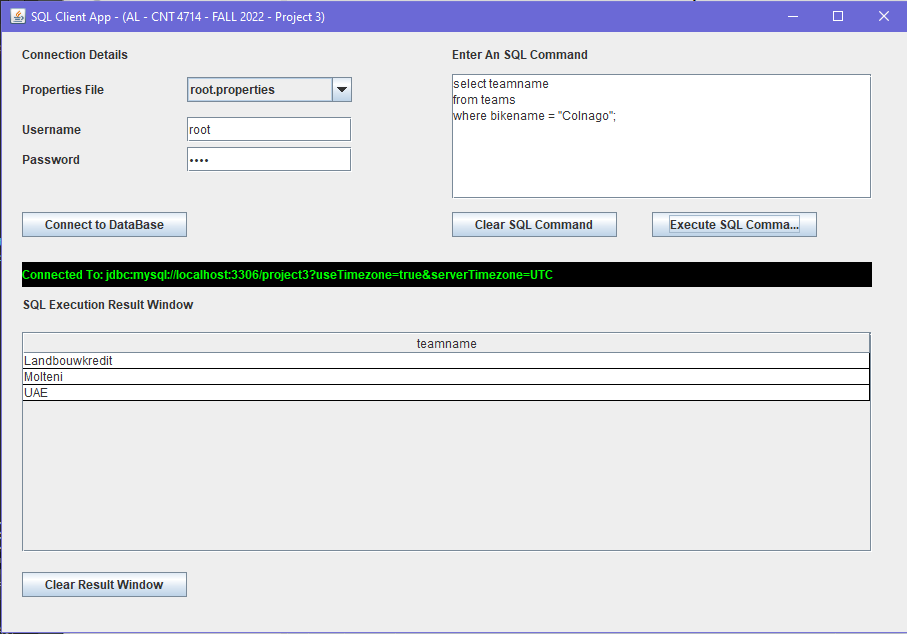 SQL Client App - (AL - CNT 4714 - FALL 2022 - Project 3)
Connection Details
Properties File
root.properties
Username
root
Password
••••
Connect to DataBase
Enter An SQL Command
select teamname
from teams
where bikename = "Colnago";
Clear SQL Command
Execute SQL Comma...
Connected To: jdbc:mysql://localhost:3306/project3?useTimezone=true&serverTimezone=UTC
SQL Execution Result Window
teamname
Landbouwkredit
Molteni
UAE
Clear Result Window